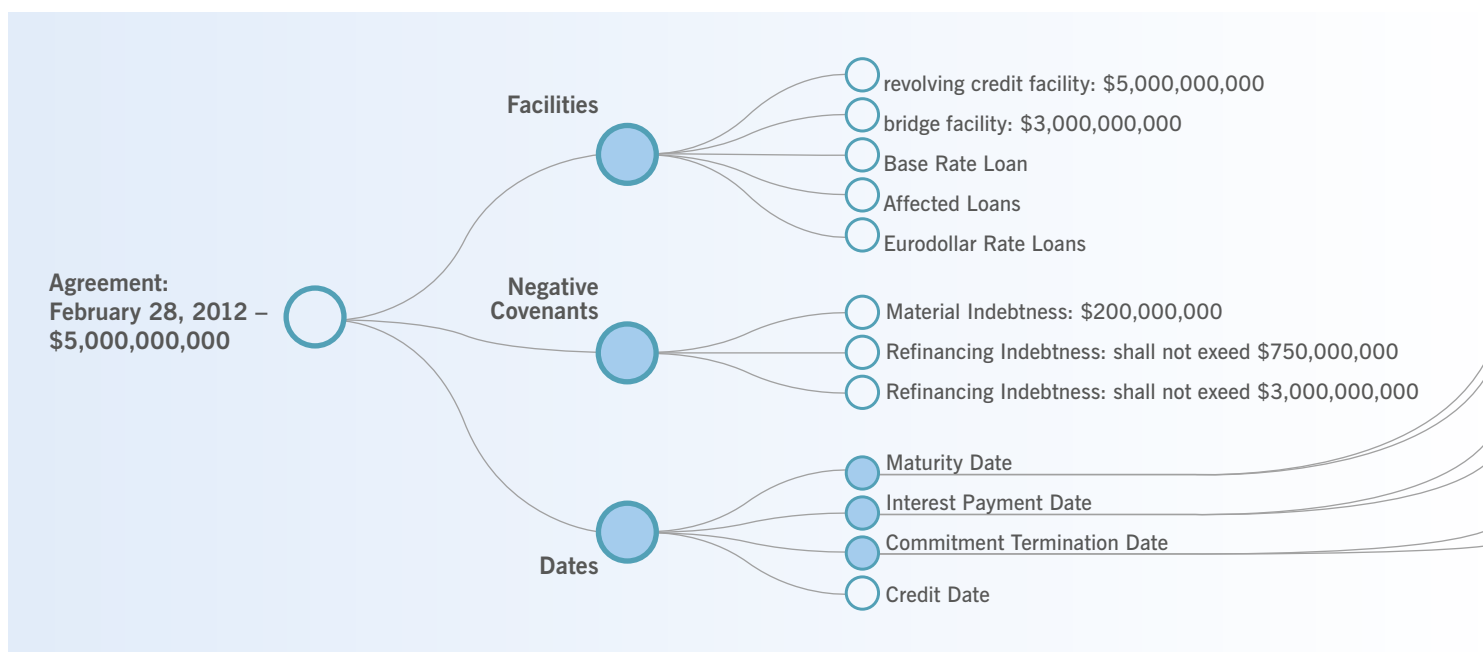 Agreement:
February 28, 2012 –
$5,000,000,000
Facilities
revolving credit facility: $5,000,000,000
bridge facility: $3,000,000,000
Base Rate Loan
Affected Loans
Eurodollar Rate Loans
Negative
Covenants
Material Indebtness: $200,000,000
Refinancing Indebtness: shall not exeed $750,000,000
Refinancing Indebtness: shall not exeed $3,000,000,000
Dates
Maturity Date
Interest Payment Date
Commitment Termination Date
Credit Date